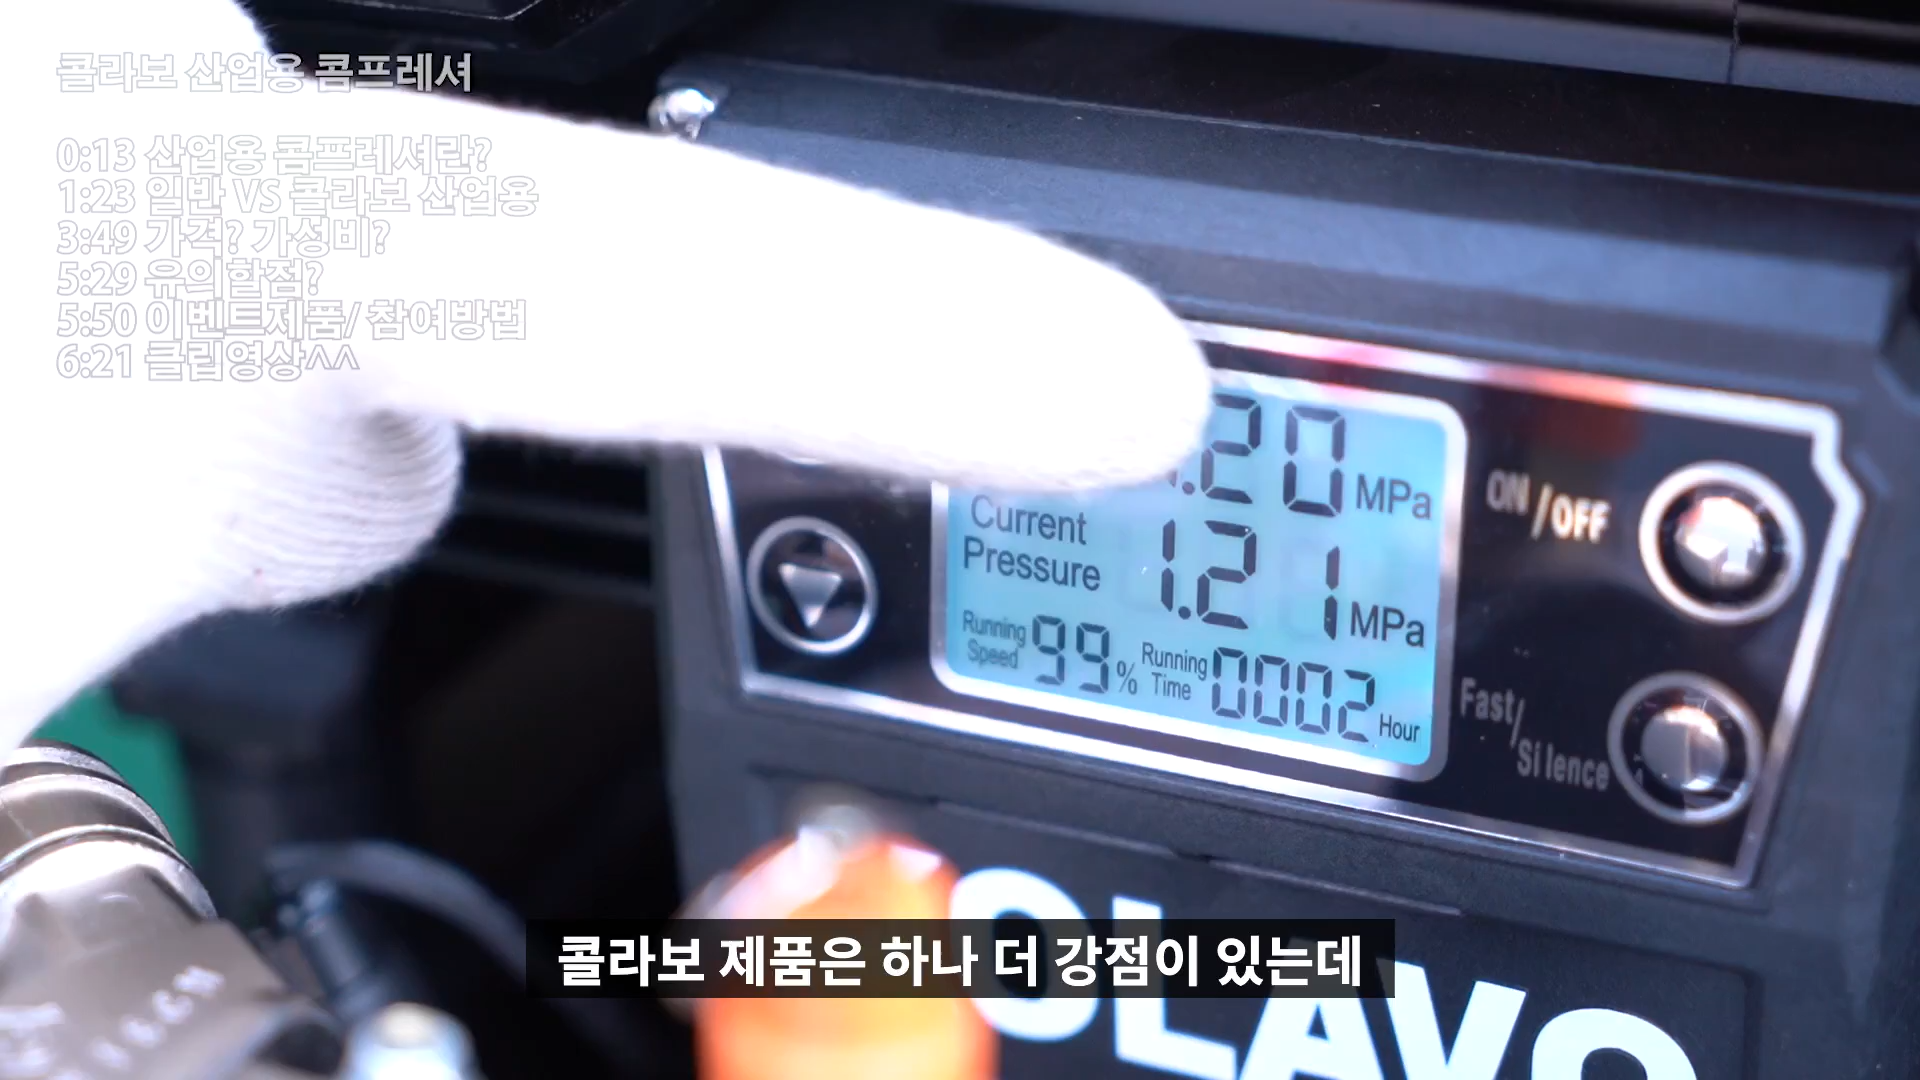 콜라보 산업용 콤프레셔
0:13 산업용 콤프레셔란?
1:23 일반 VS 콜라보 산업용
3:49 가격? 가성비?
5:29 유의할점?
5:50 이벤트제품/ 참여방법
6:21 클립영상^^
.20 MPa
Current
Pressure
1.21 MPa
Running
Speed
99 %
Running
Time
0002 Hour
ON/OFF
Fast/
Silence
OLAVO
콜라보 제품은 하나 더 강점이 있는데